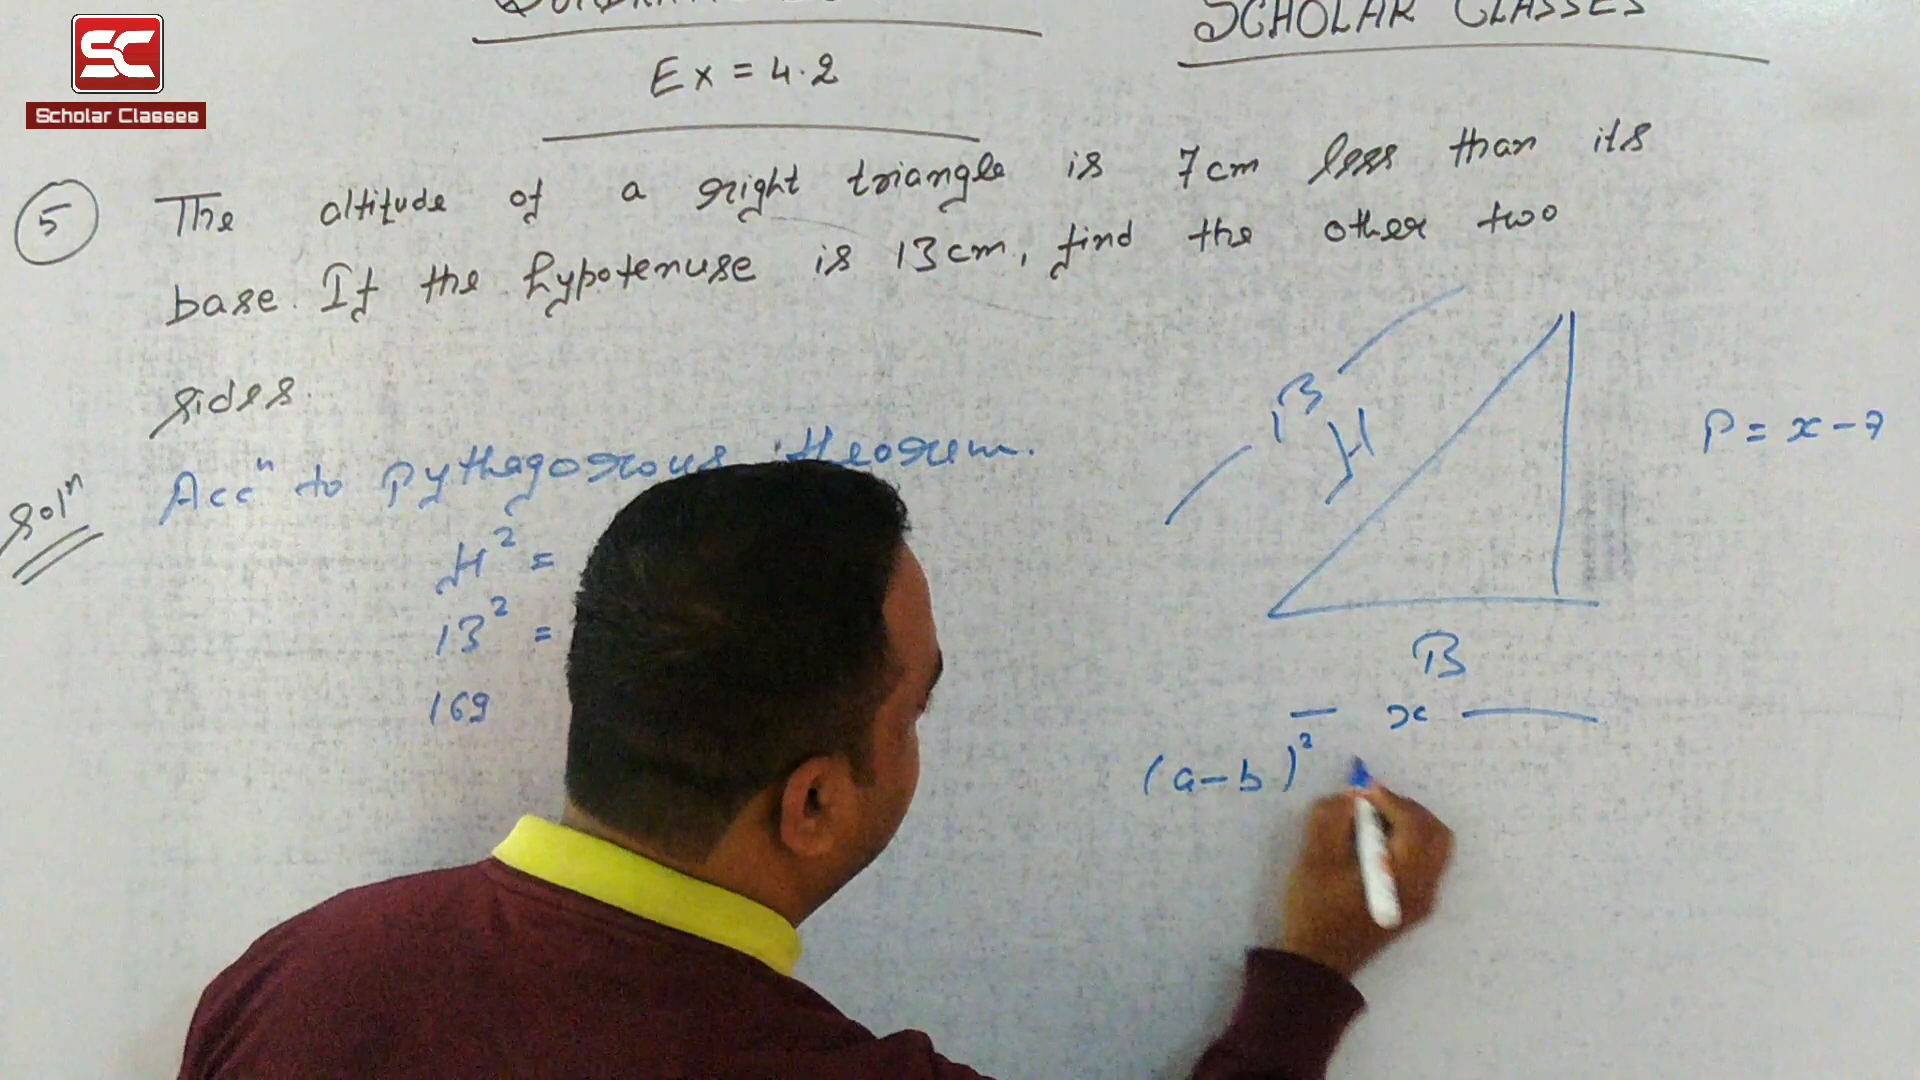 SC
Scholar Classes
SCHOLAR CLASSES
Ex = 4.2
5 The altitude of a right triangle is 7cm less than its
base. If the hypotenuse is 13cm, find the other two
sides.
Solⁿ Accⁿ to Pythagorous theorem.
H² =
13² =
169
13
H
P = x - 7
B
x
(a-b)²